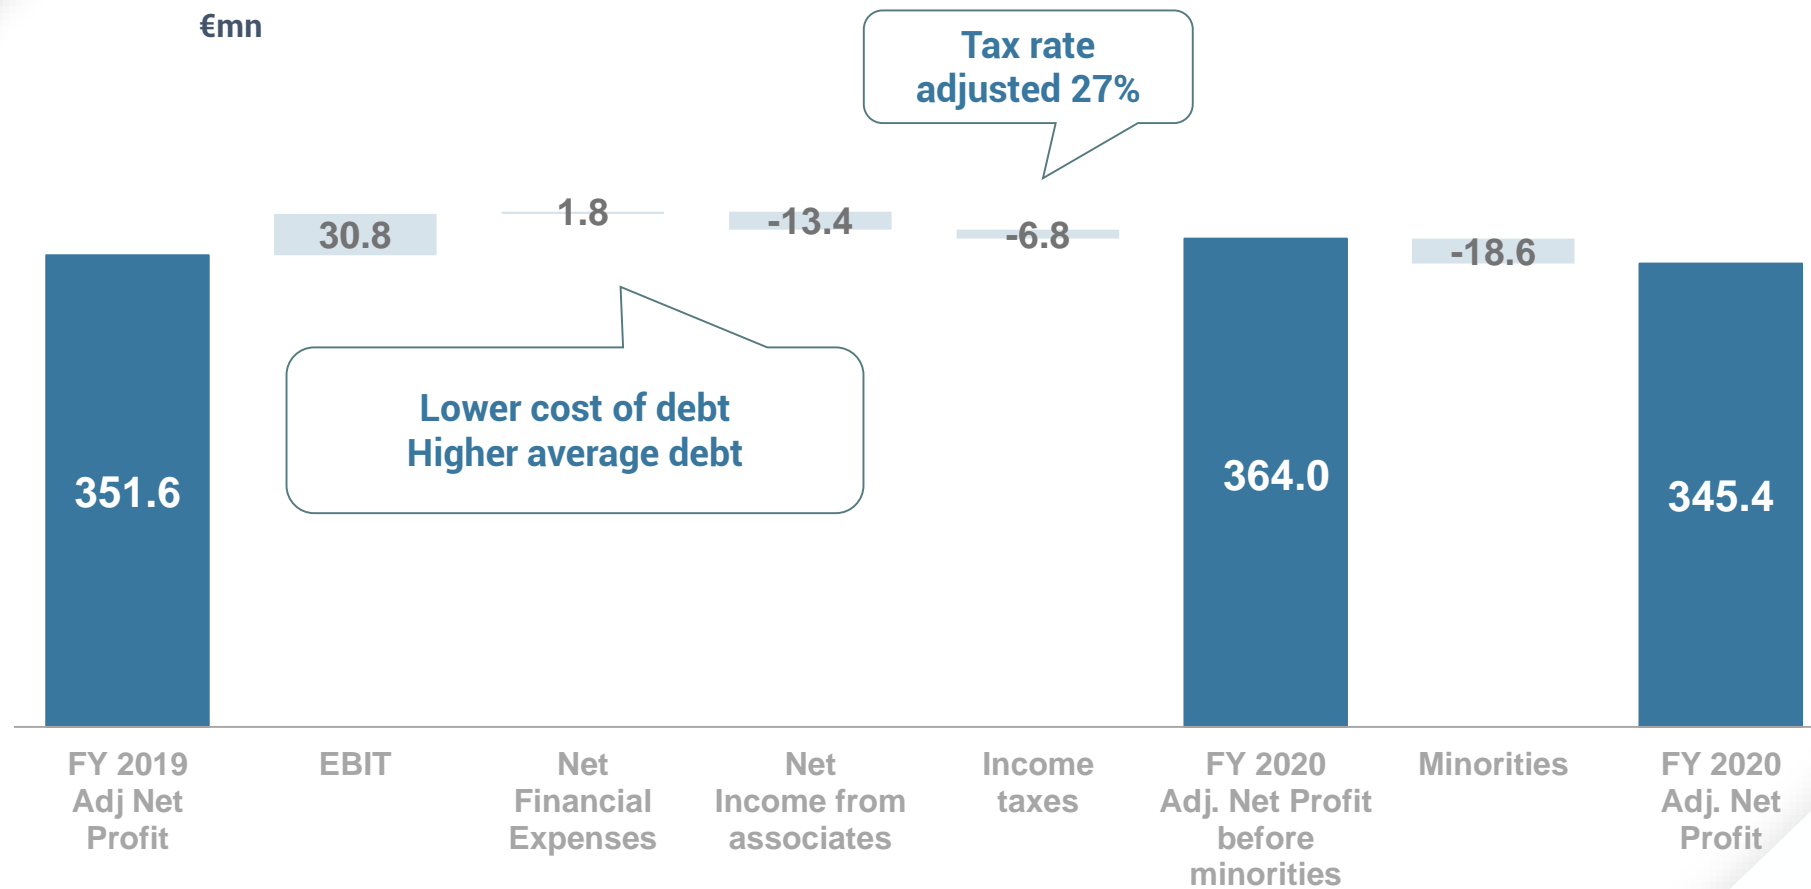 €mn
Tax rate
adjusted 27%
30.8
1.8
-13.4
-6.8
-18.6
Lower cost of debt
Higher average debt
351.6
364.0
345.4
FY 2019
Adj Net
Profit
EBIT
Net
Financial
Expenses
Net
Income from
associates
Income
taxes
FY 2020
Adj. Net Profit
before
minorities
Minorities
FY 2020
Adj. Net
Profit